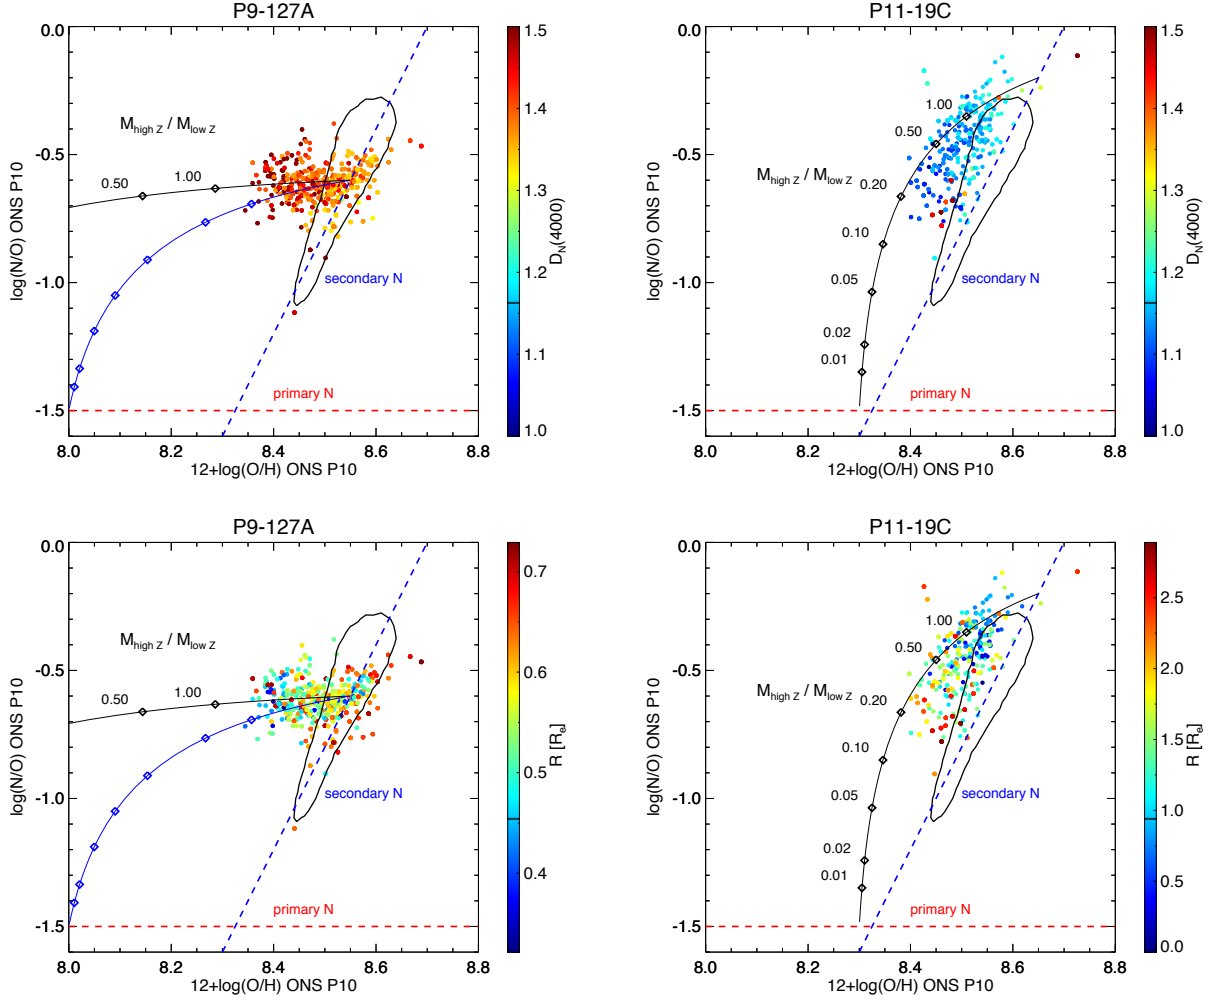 P9-127A
0.0
-0.5
-1.0
-1.5
log(N/O) ONS P10
M high Z / M low Z
0.50
1.00
secondary N
primary N
8.0 8.2 8.4 8.6 8.8
12+log(O/H) ONS P10
1.5
1.4
1.3
1.2
1.1
1.0
D_N(4000)
P11-19C
0.0
-0.5
-1.0
-1.5
log(N/O) ONS P10
1.00
0.50
M high Z / M low Z 0.20
0.10
0.05
0.02
0.01
secondary N
primary N
8.0 8.2 8.4 8.6 8.8
12+log(O/H) ONS P10
1.5
1.4
1.3
1.2
1.1
1.0
D_N(4000)
P9-127A
0.0
-0.5
-1.0
-1.5
log(N/O) ONS P10
M high Z / M low Z
0.50
1.00
secondary N
primary N
8.0 8.2 8.4 8.6 8.8
12+log(O/H) ONS P10
0.7
0.6
0.5
0.4
R [R_e]
P11-19C
0.0
-0.5
-1.0
-1.5
log(N/O) ONS P10
1.00
0.50
M high Z / M low Z 0.20
0.10
0.05
0.02
0.01
secondary N
primary N
8.0 8.2 8.4 8.6 8.8
12+log(O/H) ONS P10
2.5
2.0
1.5
1.0
0.5
0.0
R [R_e]